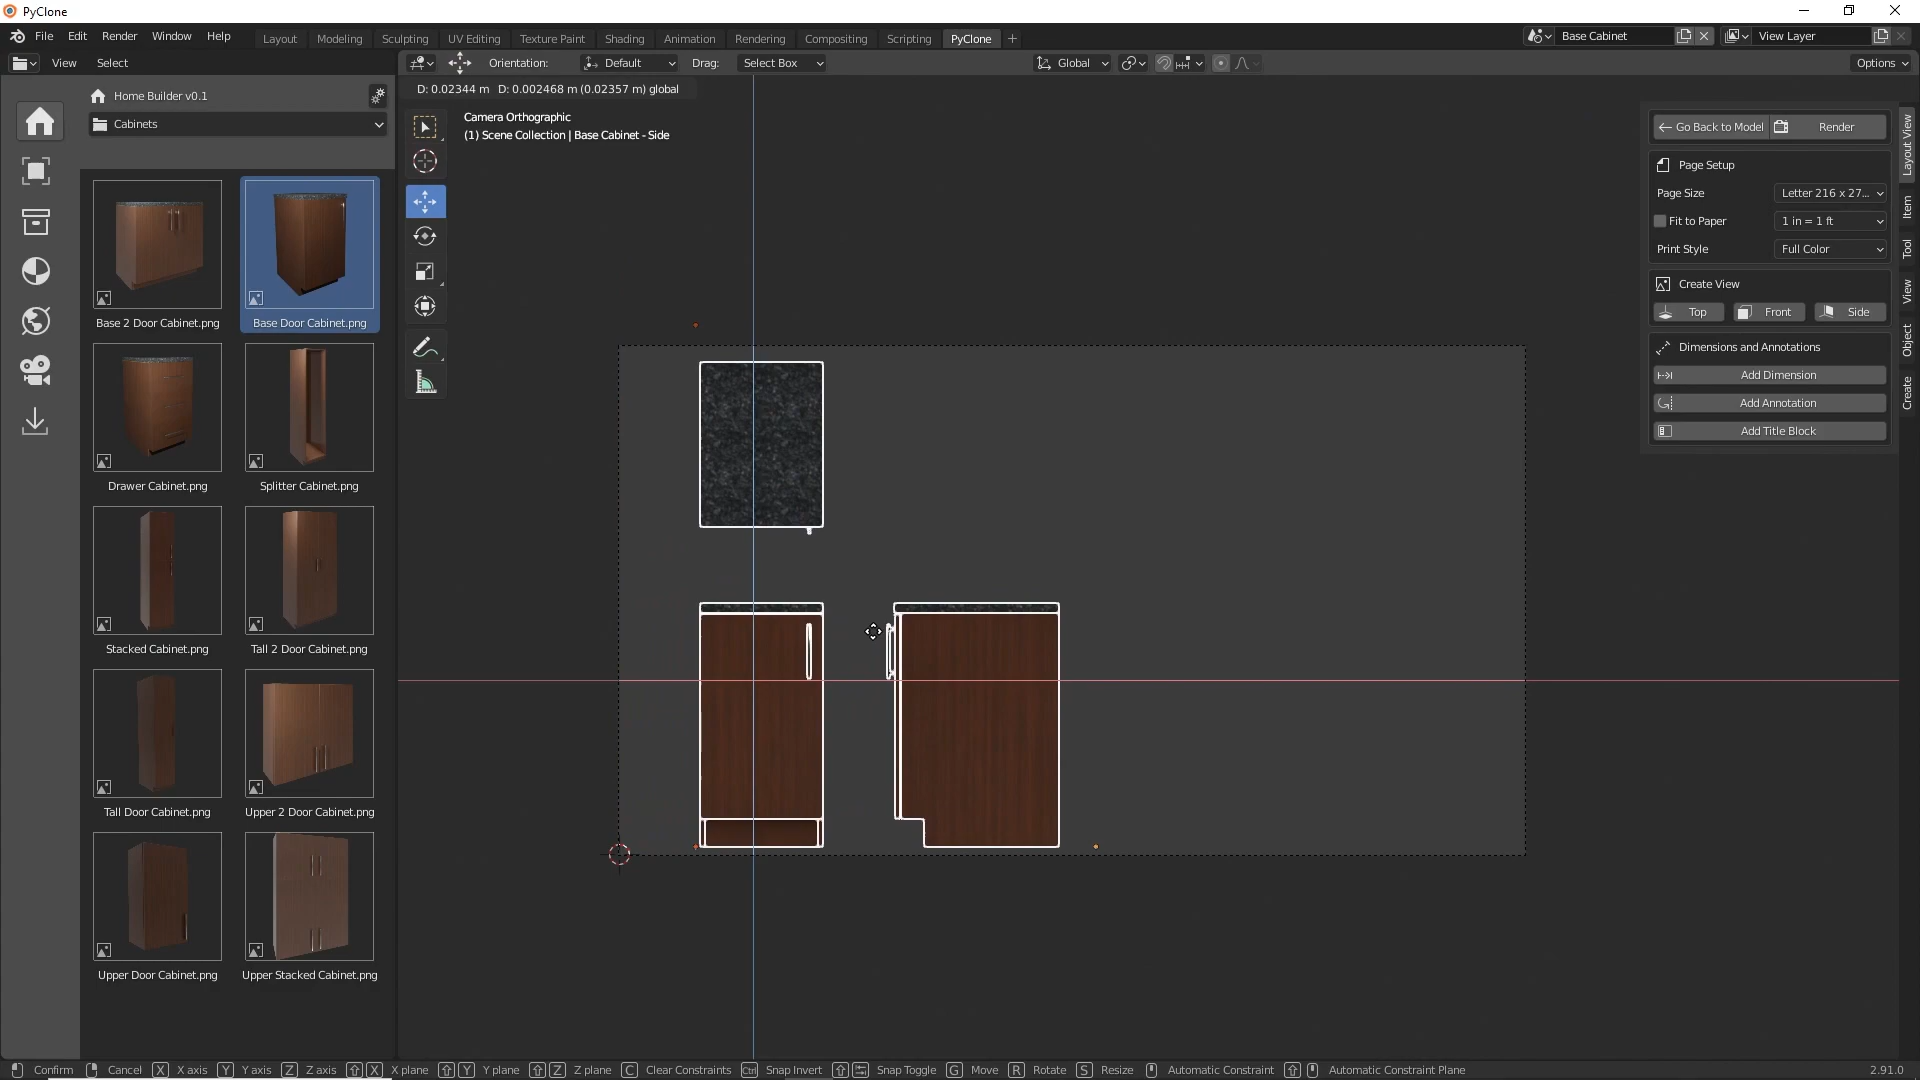 PyClone
File Edit Render Window Help
Layout Modeling Sculpting UV Editing Texture Paint Shading Animation Rendering Compositing Scripting PyClone
Base Cabinet View Layer
View Select
Orientation: Default Drag: Select Box
Global
Options
Home Builder v0.1
Cabinets
D: 0.02344 m D: 0.002468 m (0.02357 m) global
Camera Orthographic
(1) Scene Collection | Base Cabinet - Side
Base 2 Door Cabinet.png
Base Door Cabinet.png
Drawer Cabinet.png
Splitter Cabinet.png
Stacked Cabinet.png
Tall 2 Door Cabinet.png
Tall Door Cabinet.png
Upper 2 Door Cabinet.png
Upper Door Cabinet.png
Upper Stacked Cabinet.png
Go Back to Model Render
Page Setup
Page Size Letter 216 x 27...
Fit to Paper 1 in = 1 ft
Print Style Full Color
Create View
Top Front Side
Dimensions and Annotations
Add Dimension
Add Annotation
Add Title Block
Layout View
Item
Tool
View
Object
Create
Confirm Cancel X X axis Y Y axis Z Z axis X X plane Y Y plane Z Z plane C Clear Constraints Ctrl Snap Invert Snap Toggle G Move R Rotate S Resize Automatic Constraint Automatic Constraint Plane
2.91.0